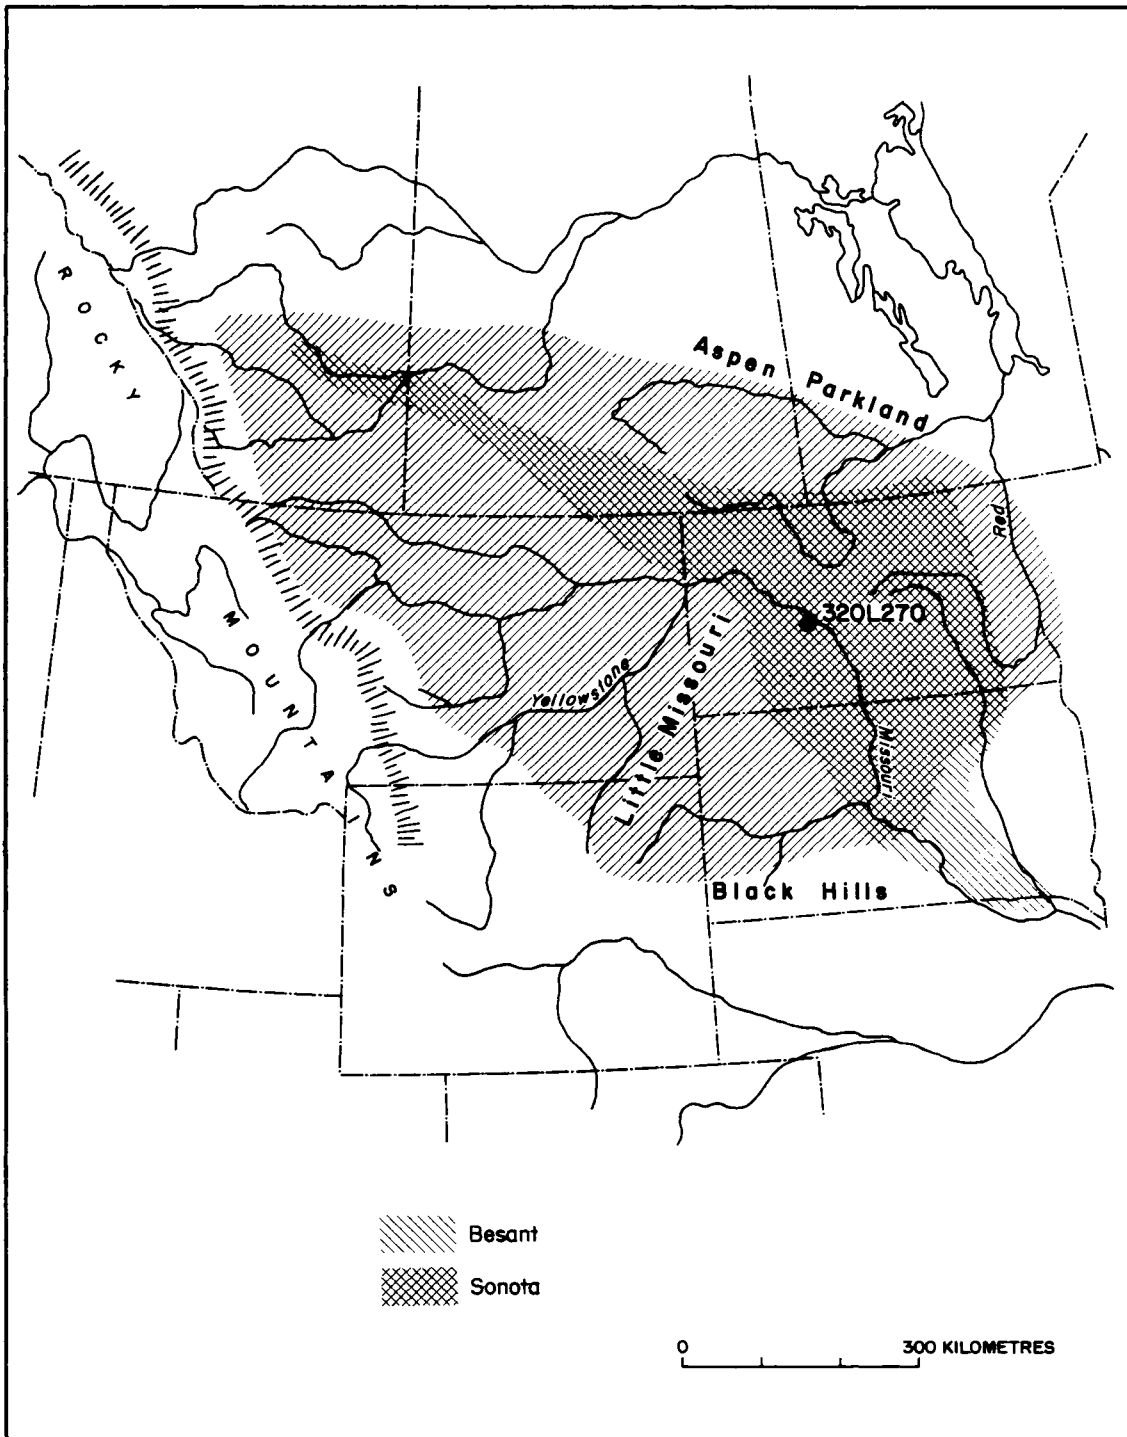 ROCKY
MOUNTAINS
Aspen Parkland
Red
320L270
Little Missouri
Yellowstone
Missouri
Black Hills
Besant
Sonota
0 300 KILOMETRES